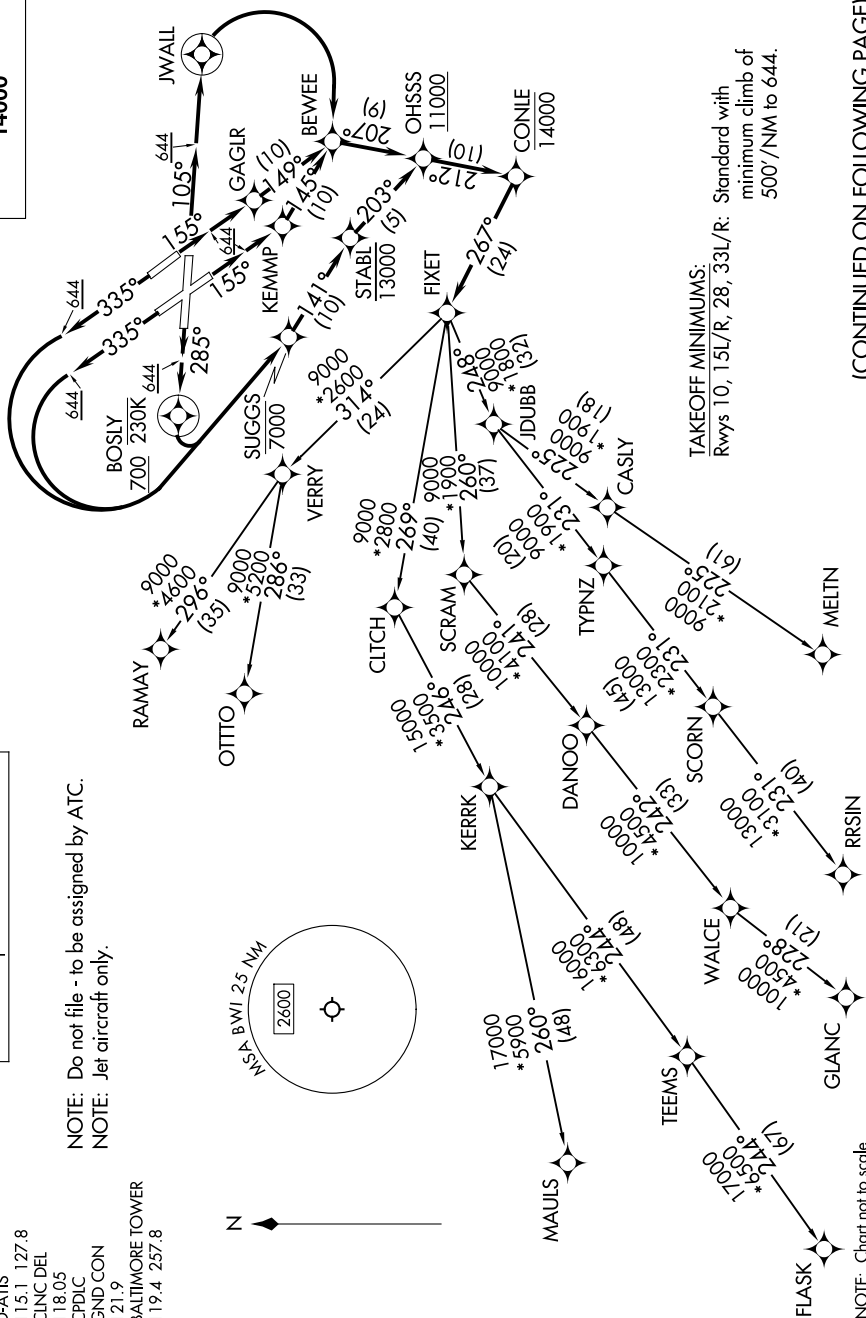 D-ATIS
15.1 127.8
CLNC DEL
18.05
CPDLC
GND CON
21.9
BALTIMORE TOWER
19.4 257.8
14000
NOTE: Do not file - to be assigned by ATC.
NOTE: Jet aircraft only.
N
MSA BWI 25 NM
2600
JWALL
644
105°
155°
GAGLR
149°
(10)
644
335°
335°
644
644
155°
KEMMP
145°
(10)
BEWEE
207°
(9)
BOSLY
700 230K
644
285°
SUGGS
7000
141°
(10)
STABL
13000
203°
(5)
OHSSS
11000
212°
(10)
CONLE
14000
267°
(24)
FIXET
9000
*2600
314°
(24)
VERRY
9000
*4600
296°
(35)
RAMAY
9000
*5200
286°
(33)
OTTTO
9000
*2800
269°
(40)
CLTCH
15000
*3500
246°
(28)
KERRK
17000
*5900
260°
(48)
MAULS
16000
*6300
244°
(48)
TEEMS
17000
*6500
244°
(67)
FLASK
9000
*1900
260°
(37)
SCRAM
10000
*4100
241°
(28)
DANOO
10000
*4500
242°
(33)
WALCE
10000
*4500
228°
(21)
GLANC
248°
9000
*1800
(32)
JDUBB
(20)
9000
*1900
231°
TYPNZ
(45)
13000
*2300
231°
SCORN
13000
*3100
231°
(40)
RRSIN
225°
9000
*1900
(18)
CASLY
9000
*2100
225°
(61)
MELTN
TAKEOFF MINIMUMS:
Rwys 10, 15L/R, 28, 33L/R: Standard with
minimum climb of
500'/NM to 644.
NOTE: Chart not to scale
(CONTINUED ON FOLLOWING PAGE)